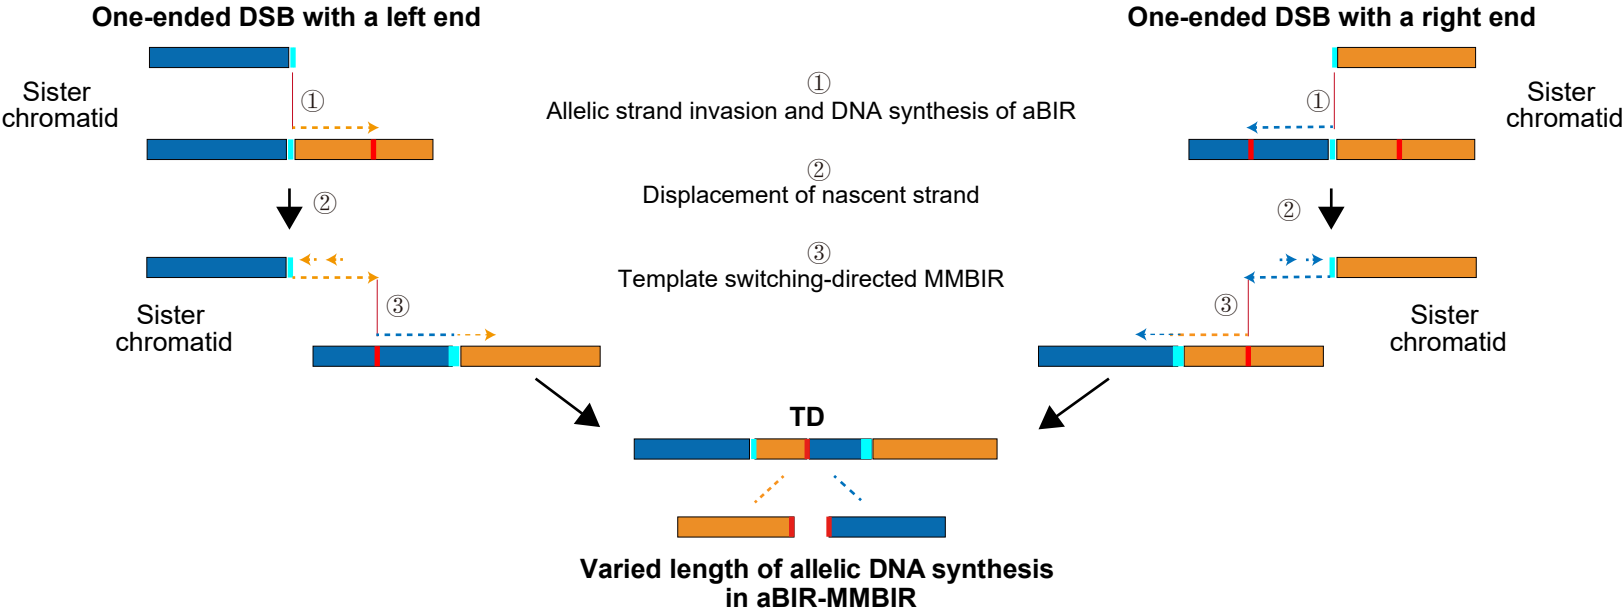 One-ended DSB with a left end
One-ended DSB with a right end
Sister
chromatid
①
①
Allelic strand invasion and DNA synthesis of aBIR
①
Sister
chromatid
②
②
Displacement of nascent strand
②
③
Template switching-directed MMBIR
Sister
chromatid
③
③
Sister
chromatid
TD
Varied length of allelic DNA synthesis
in aBIR-MMBIR